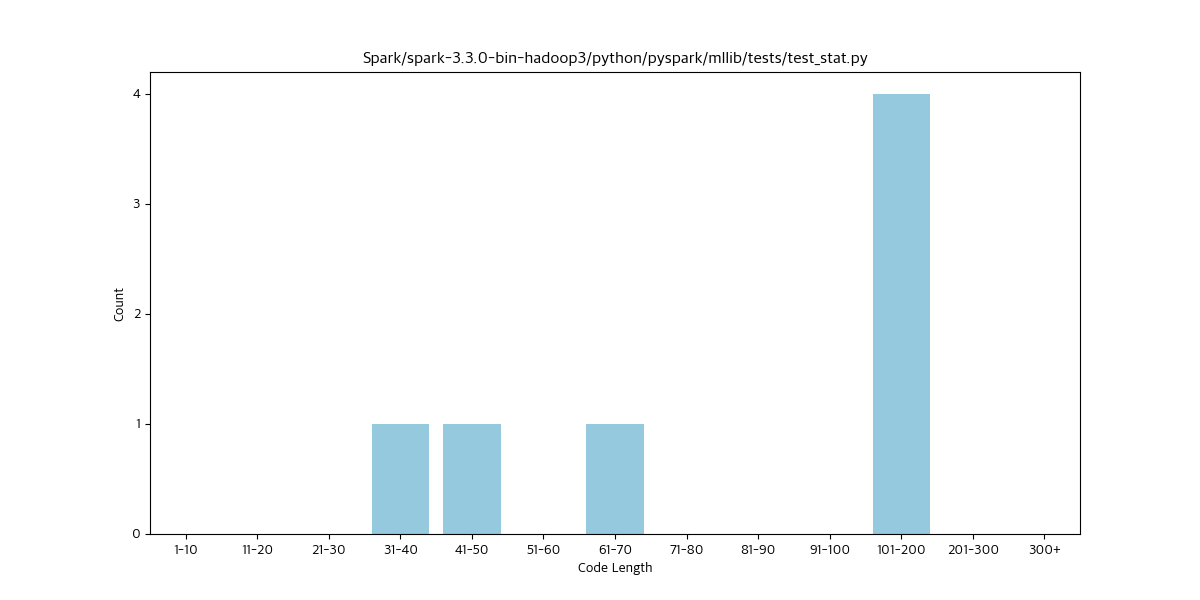 Spark/spark-3.3.0-bin-hadoop3/python/pyspark/mllib/tests/test_stat.py
4
3
2
1
0
Count
1-10 11-20 21-30 31-40 41-50 51-60 61-70 71-80 81-90 91-100 101-200 201-300 300+
Code Length